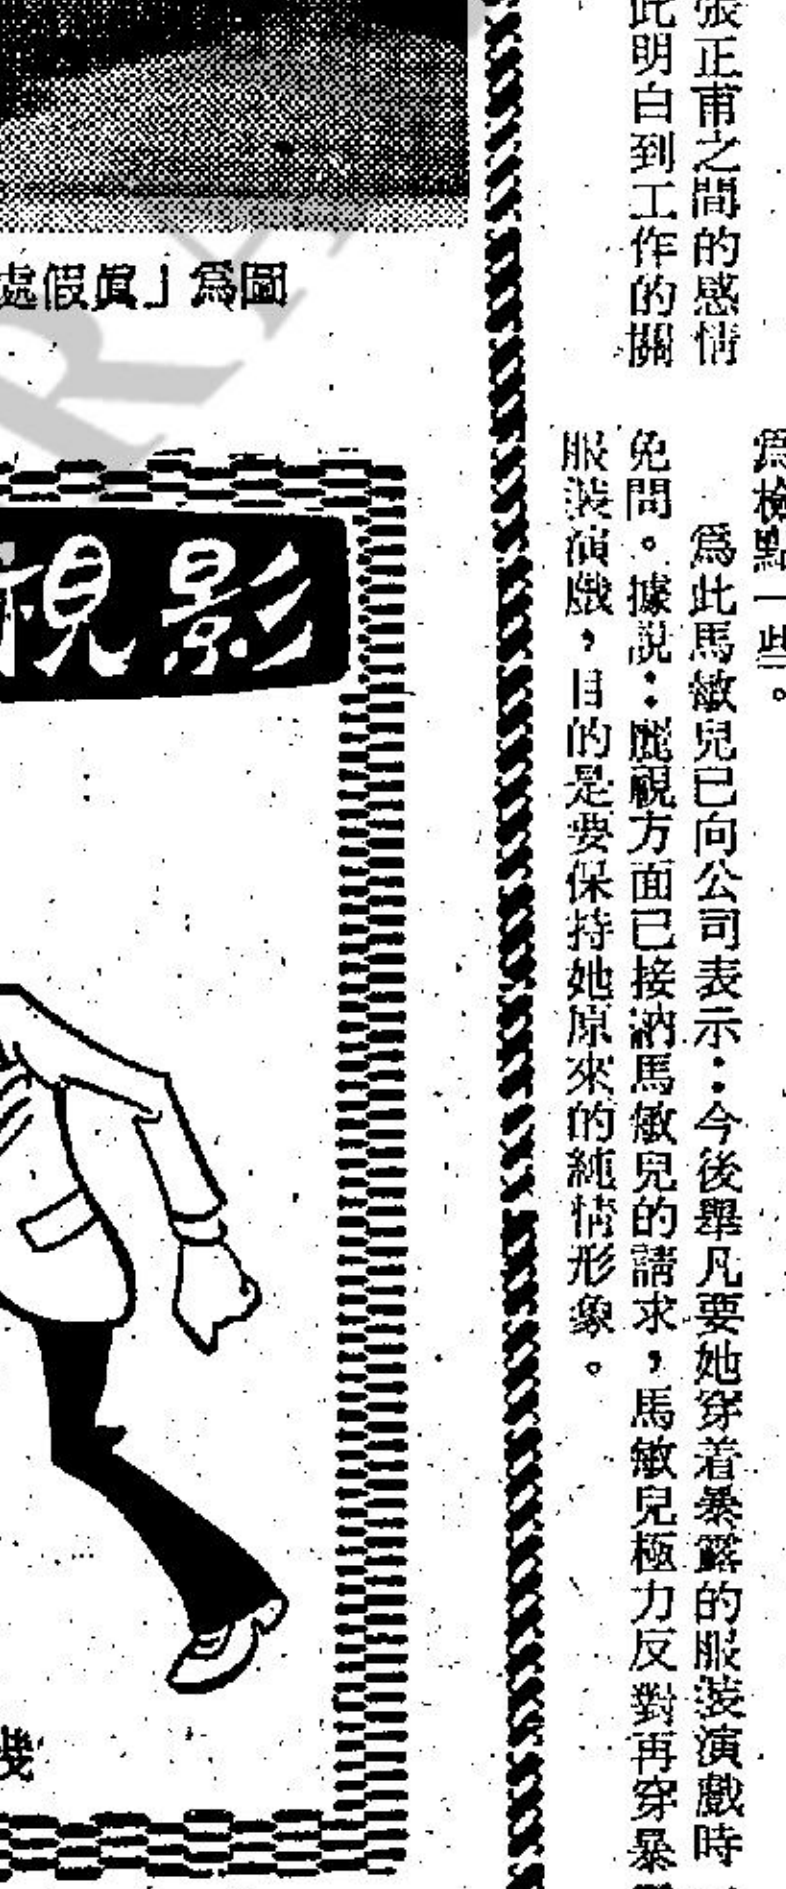 張正甫之間的感情
此明白到工作的關
爲檢點一些。
爲此馬敏兒已向公司表示：今後舉凡要她穿着暴露的服裝演戲時
免問。據説：麗視方面已接納馬敏兒的請求，馬敏兒極力反對再穿暴
服裝演戲，目的是要保持她原來的純情形象。
圖爲「眞假處
影視